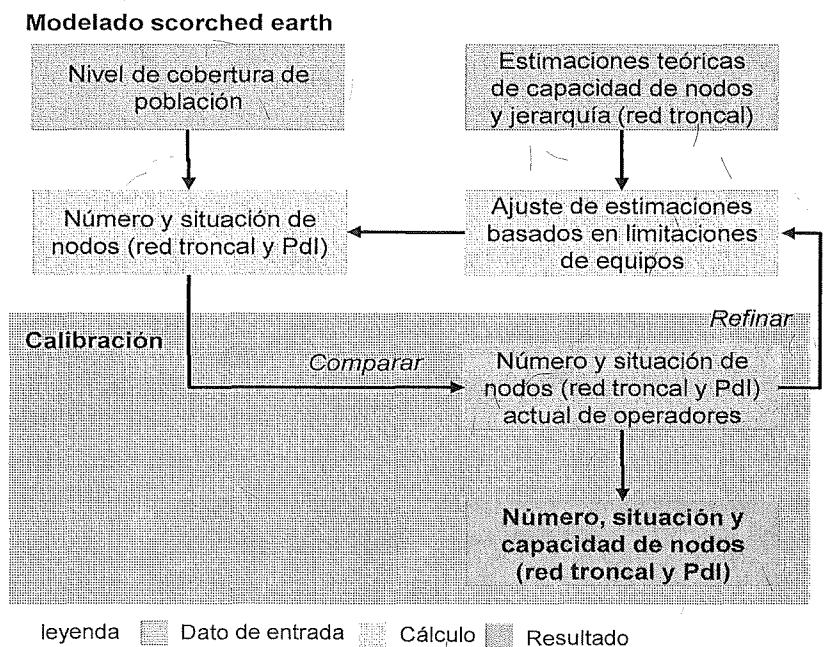 Modelado scorched earth
Nivel de cobertura de
población
Estimaciones teóricas
de capacidad de nodos
y jerarquía (red troncal)
Número y situación de
nodos (red troncal y PdI)
Ajuste de estimaciones
basados en limitaciones
de equipos
Refinar
Calibración
Comparar
Número y situación de
nodos (red troncal y PdI)
actual de operadores
Número, situación y
capacidad de nodos
(red troncal y PdI)
leyenda Dato de entrada Cálculo Resultado